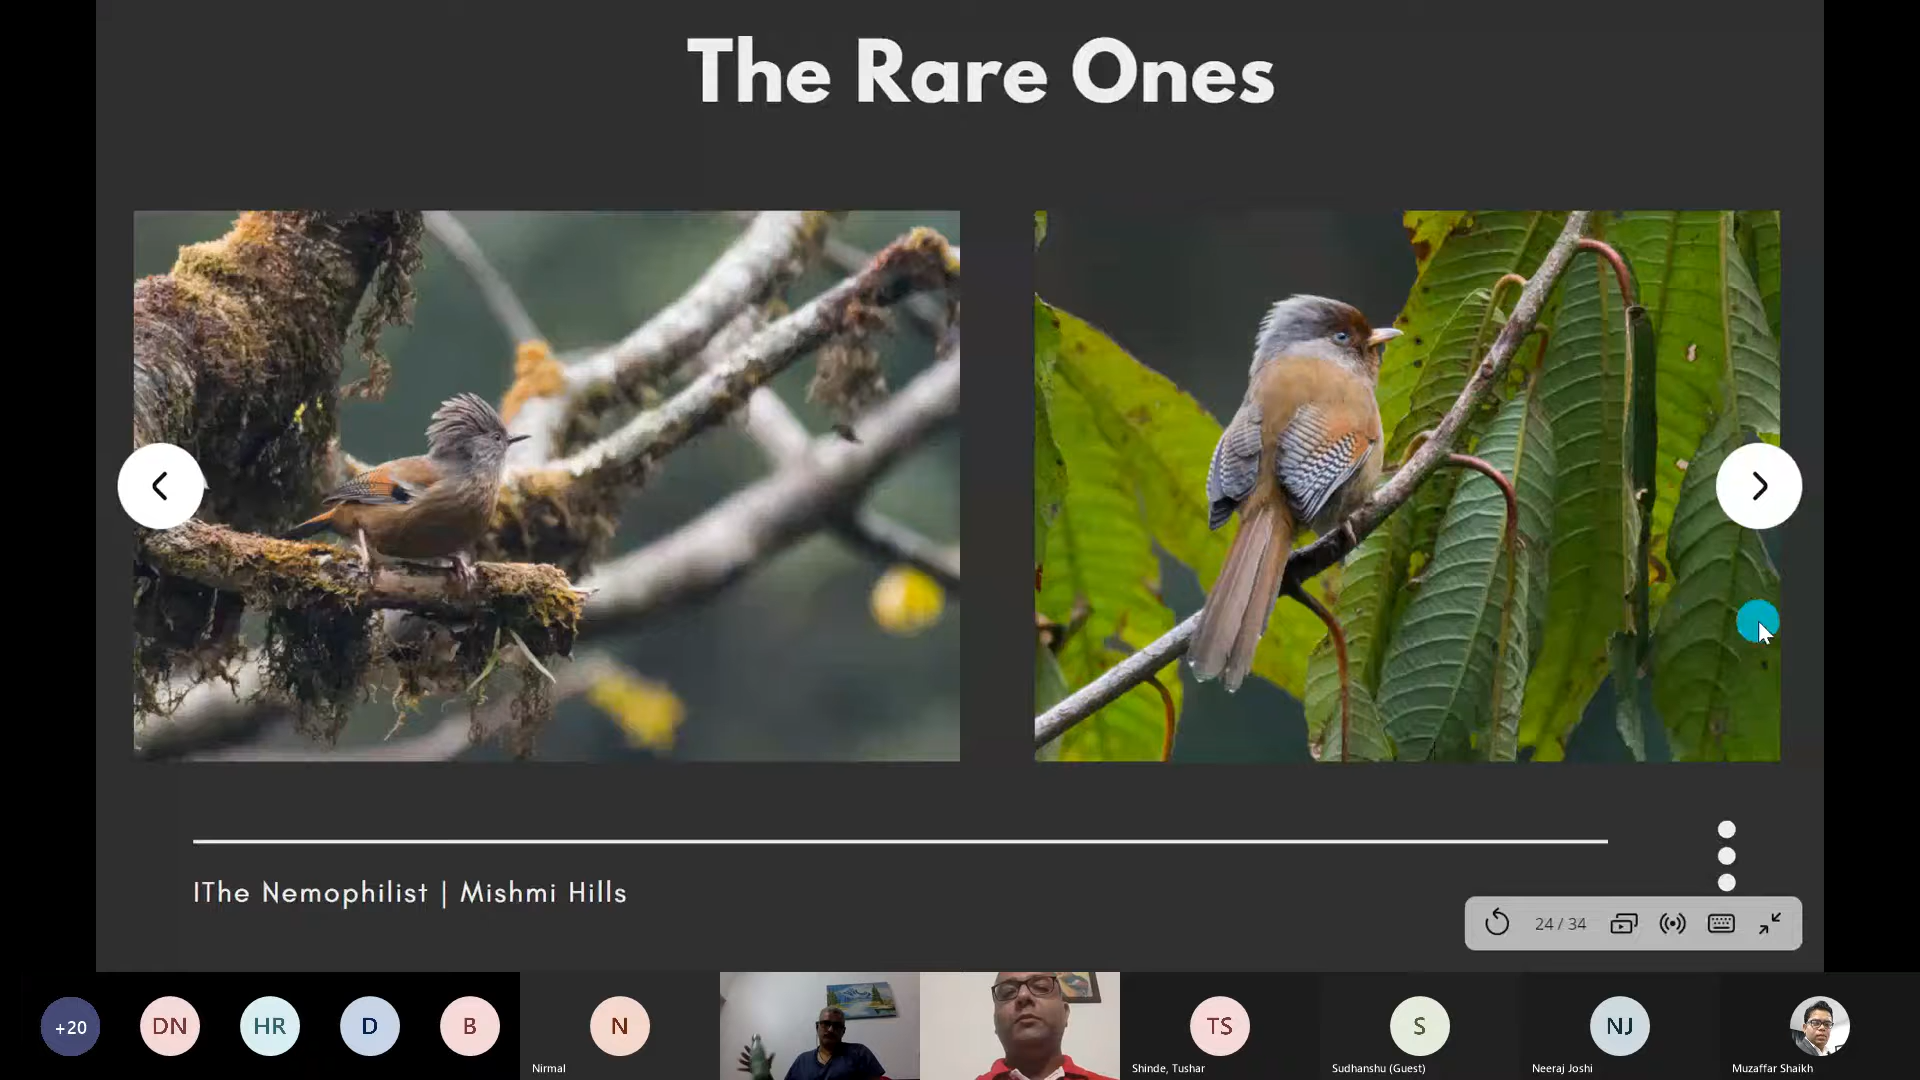 The Rare Ones
IThe Nemophilist | Mishmi Hills
24 / 34
+20
DN
HR
D
B
N
TS
S
NJ
Nirmal
Shinde, Tushar
Sudhanshu (Guest)
Neeraj Joshi
Muzaffar Shaikh